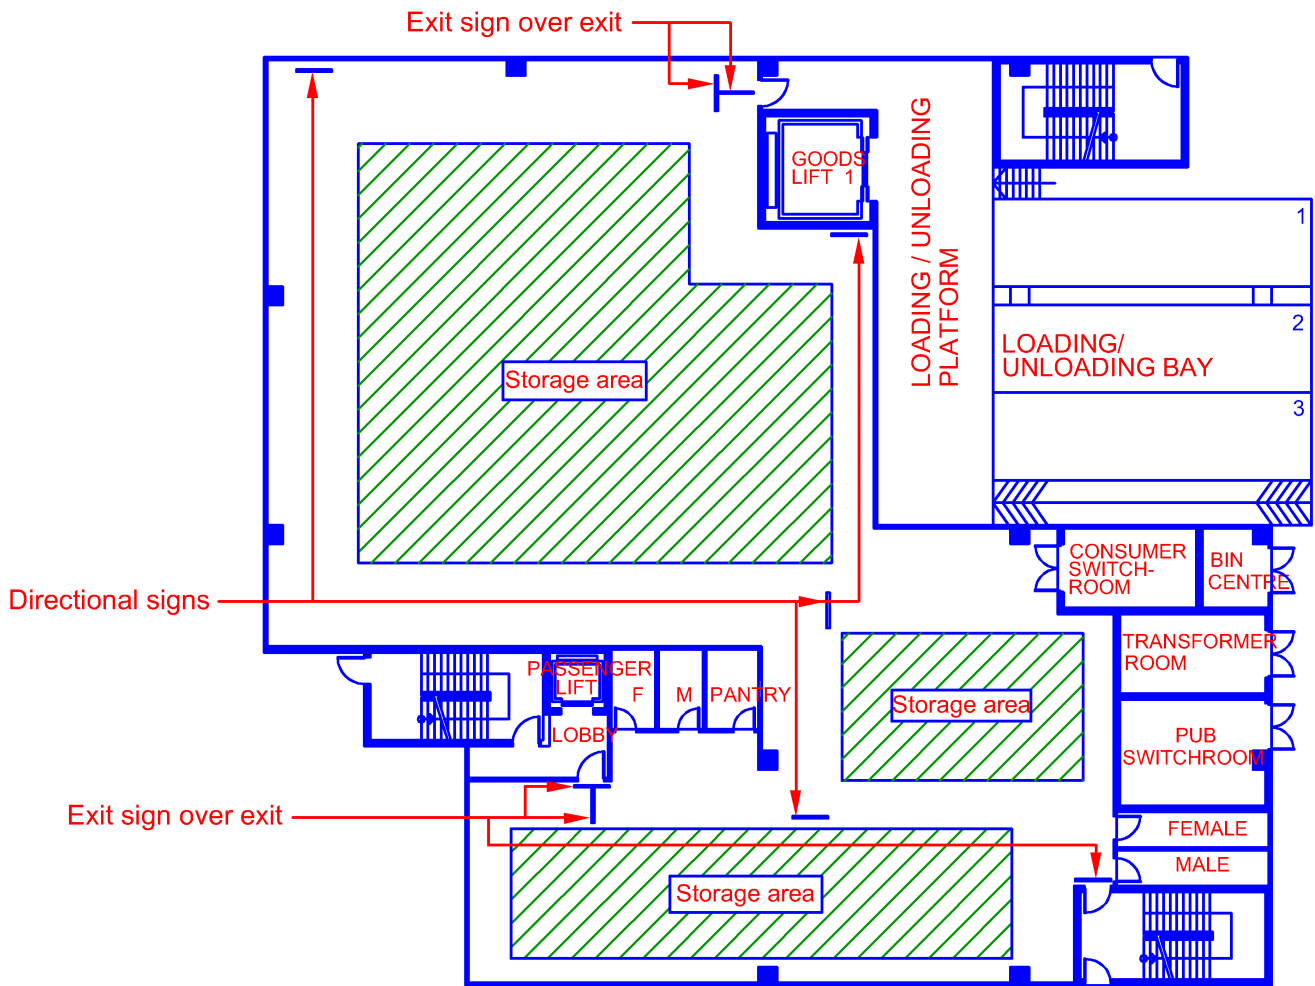 Exit sign over exit
GOODS
LIFT 1
LOADING / UNLOADING
PLATFORM
1
2
LOADING/
UNLOADING BAY
3
Storage area
CONSUMER
SWITCH-
ROOM
BIN
CENTRE
Directional signs
TRANSFORMER
ROOM
PASSENGER
LIFT
F
M
PANTRY
Storage area
LOBBY
PUB
SWITCHROOM
Exit sign over exit
FEMALE
MALE
Storage area